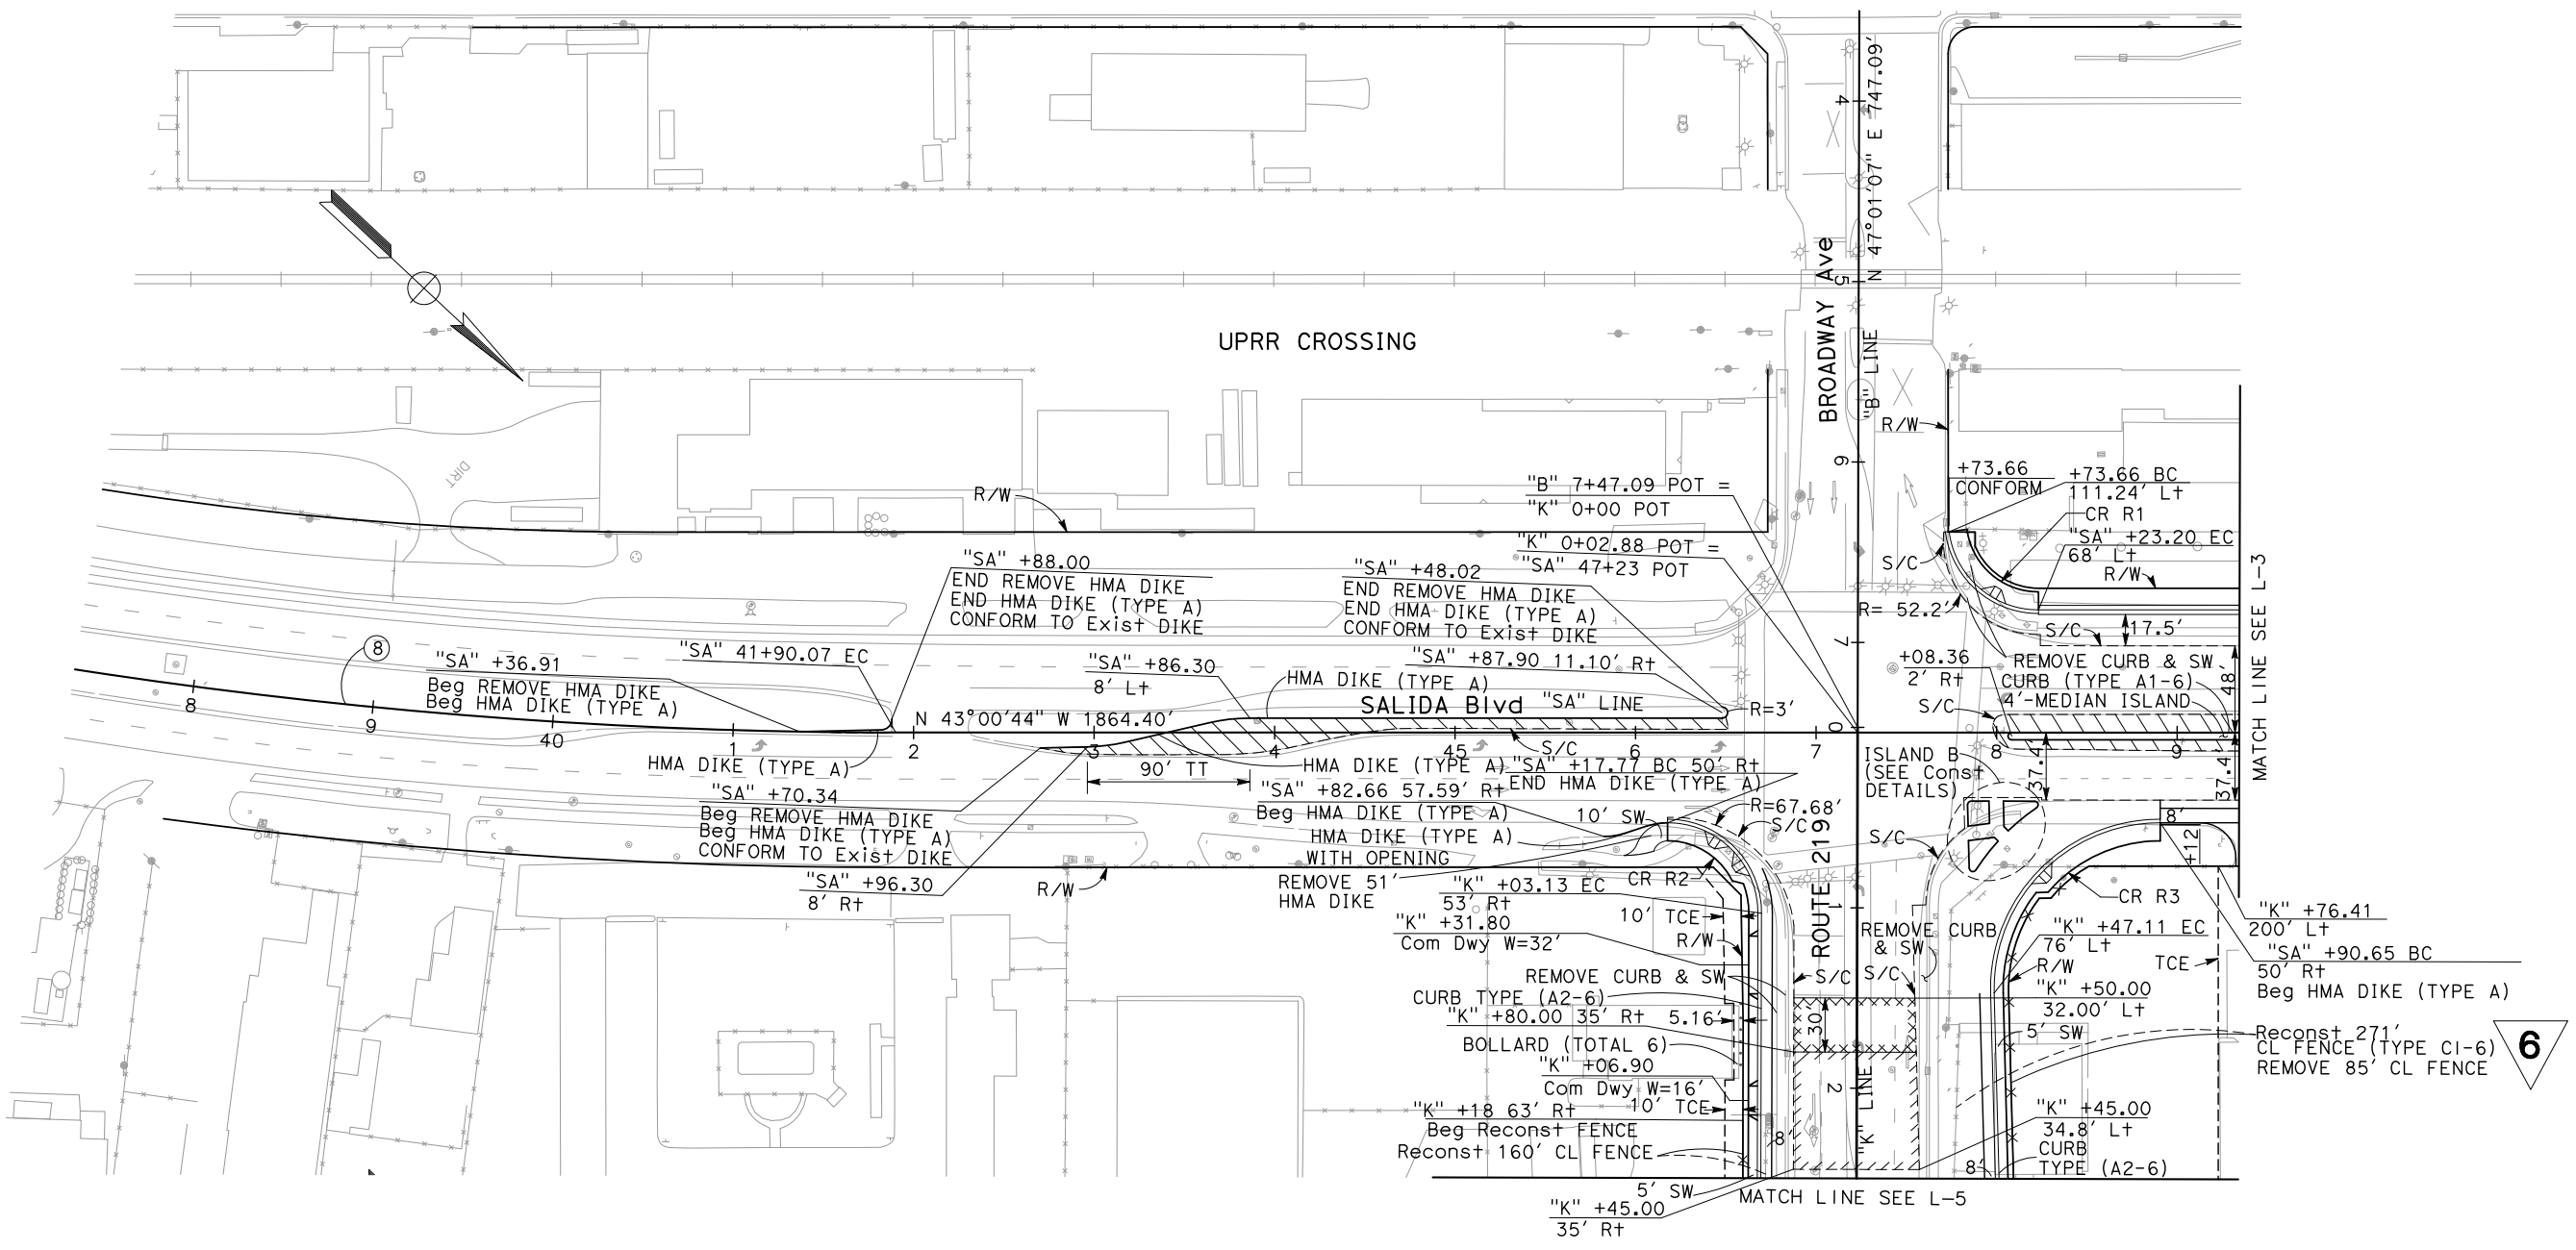 4
N 47°01'07" E 747.09'
BROADWAY Ave
5
UPRR CROSSING
"B" LINE
R/W
6
DIRT
R/W
"B" 7+47.09 POT =
"K" 0+00 POT
"K" 0+02.88 POT =
"SA" 47+23 POT
+73.66
CONFORM
+73.66 BC
111.24' Lt
CR R1
"SA" +23.20 EC
68' Lt
R/W
S/C
R= 52.2'
S/C
17.5'
7
MATCH LINE SEE L-3
"SA" +88.00
END REMOVE HMA DIKE
END HMA DIKE (TYPE A)
CONFORM TO Exist DIKE
"SA" +48.02
END REMOVE HMA DIKE
END HMA DIKE (TYPE A)
CONFORM TO Exist DIKE
8
"SA" +36.91
Beg REMOVE HMA DIKE
Beg HMA DIKE (TYPE A)
"SA" 41+90.07 EC
"SA" +86.30
8' Lt
HMA DIKE (TYPE A)
"SA" +87.90 11.10' Rt
R=3'
+08.36
2' Rt
REMOVE CURB & SW
CURB (TYPE A1-6)
4'-MEDIAN ISLAND
48'
S/C
N 43°00'44" W 1864.40'
SALIDA Blvd
"SA" LINE
8
9
40
1
2
3
4
45
6
7
0
8
9
HMA DIKE (TYPE A)
90' TT
S/C
HMA DIKE (TYPE A)
"SA" +17.77 BC 50' Rt
END HMA DIKE (TYPE A)
ISLAND B
(SEE Const
DETAILS)
37.4'
37.4'
"SA" +70.34
Beg REMOVE HMA DIKE
Beg HMA DIKE (TYPE A)
CONFORM TO Exist DIKE
"SA" +82.66 57.59' Rt
Beg HMA DIKE (TYPE A)
10' SW
R=67.68'
S/C
HMA DIKE (TYPE A)
WITH OPENING
S/C
8'
+12
"SA" +96.30
8' Rt
R/W
REMOVE 51'
HMA DIKE
CR R2
"K" +03.13 EC
53' Rt
ROUTE 219
1
CR R3
"K" +76.41
200' Lt
"K" +31.80
Com Dwy W=32'
10' TCE
R/W
REMOVE CURB
& SW
"K" +47.11 EC
76' Lt
R/W
TCE
"SA" +90.65 BC
50' Rt
Beg HMA DIKE (TYPE A)
REMOVE CURB & SW
S/C
S/C
CURB TYPE (A2-6)
"K" +50.00
32.00' Lt
"K" +80.00 35' Rt
5.16'
30'
BOLLARD (TOTAL 6)
5' SW
Reconst 271'
CL FENCE (TYPE Cl-6)
REMOVE 85' CL FENCE
6
"K" +06.90
Com Dwy W=16'
2
"K" LINE
"K" +18 63' Rt
Beg Reconst FENCE
10' TCE
"K" +45.00
34.8' Lt
Reconst 160' CL FENCE
8'
CURB
TYPE (A2-6)
8'
5' SW
MATCH LINE SEE L-5
"K" +45.00
35' Rt